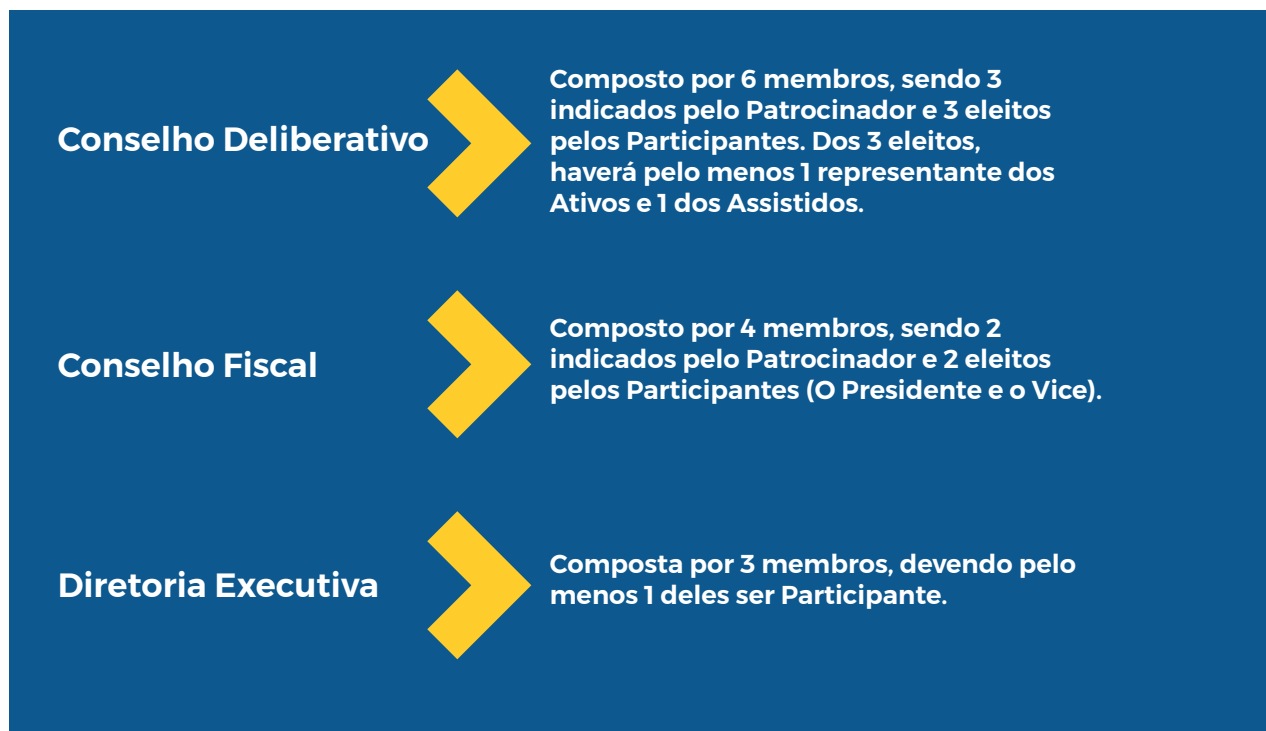 Conselho Deliberativo
Composto por 6 membros, sendo 3
indicados pelo Patrocinador e 3 eleitos
pelos Participantes. Dos 3 eleitos,
haverá pelo menos 1 representante dos
Ativos e 1 dos Assistidos.
Conselho Fiscal
Composto por 4 membros, sendo 2
indicados pelo Patrocinador e 2 eleitos
pelos Participantes (O Presidente e o Vice).
Diretoria Executiva
Composta por 3 membros, devendo pelo
menos 1 deles ser Participante.